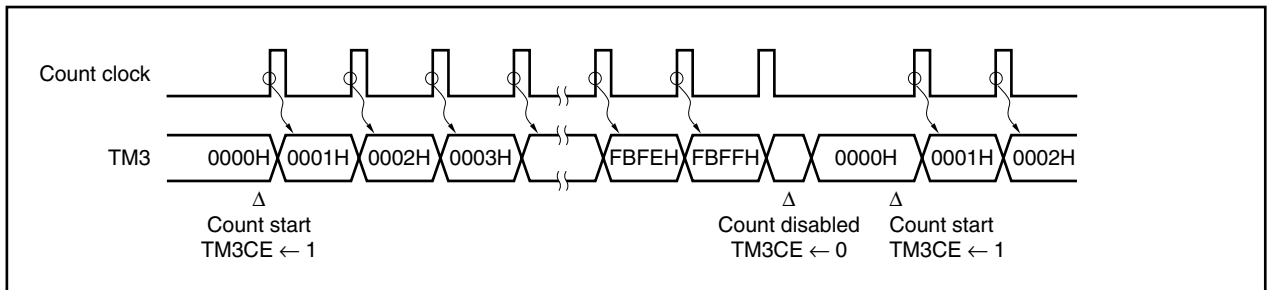 Count clock
TM3
0000H 0001H 0002H 0003H FBFEH FBFFH 0000H 0001H 0002H
Δ Δ Δ
Count start Count disabled Count start
TM3CE ← 1 TM3CE ← 0 TM3CE ← 1